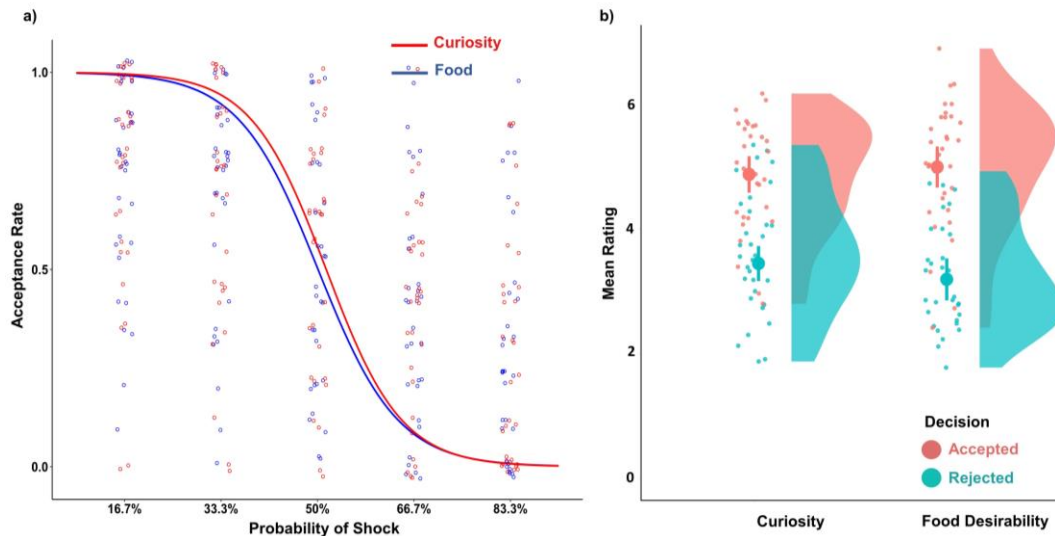 a)
Curiosity
Food
1.0
0.5
0.0
Acceptance Rate
16.7%
33.3%
50%
66.7%
83.3%
Probability of Shock
b)
6
4
2
0
Mean Rating
Decision
Accepted
Rejected
Curiosity
Food Desirability